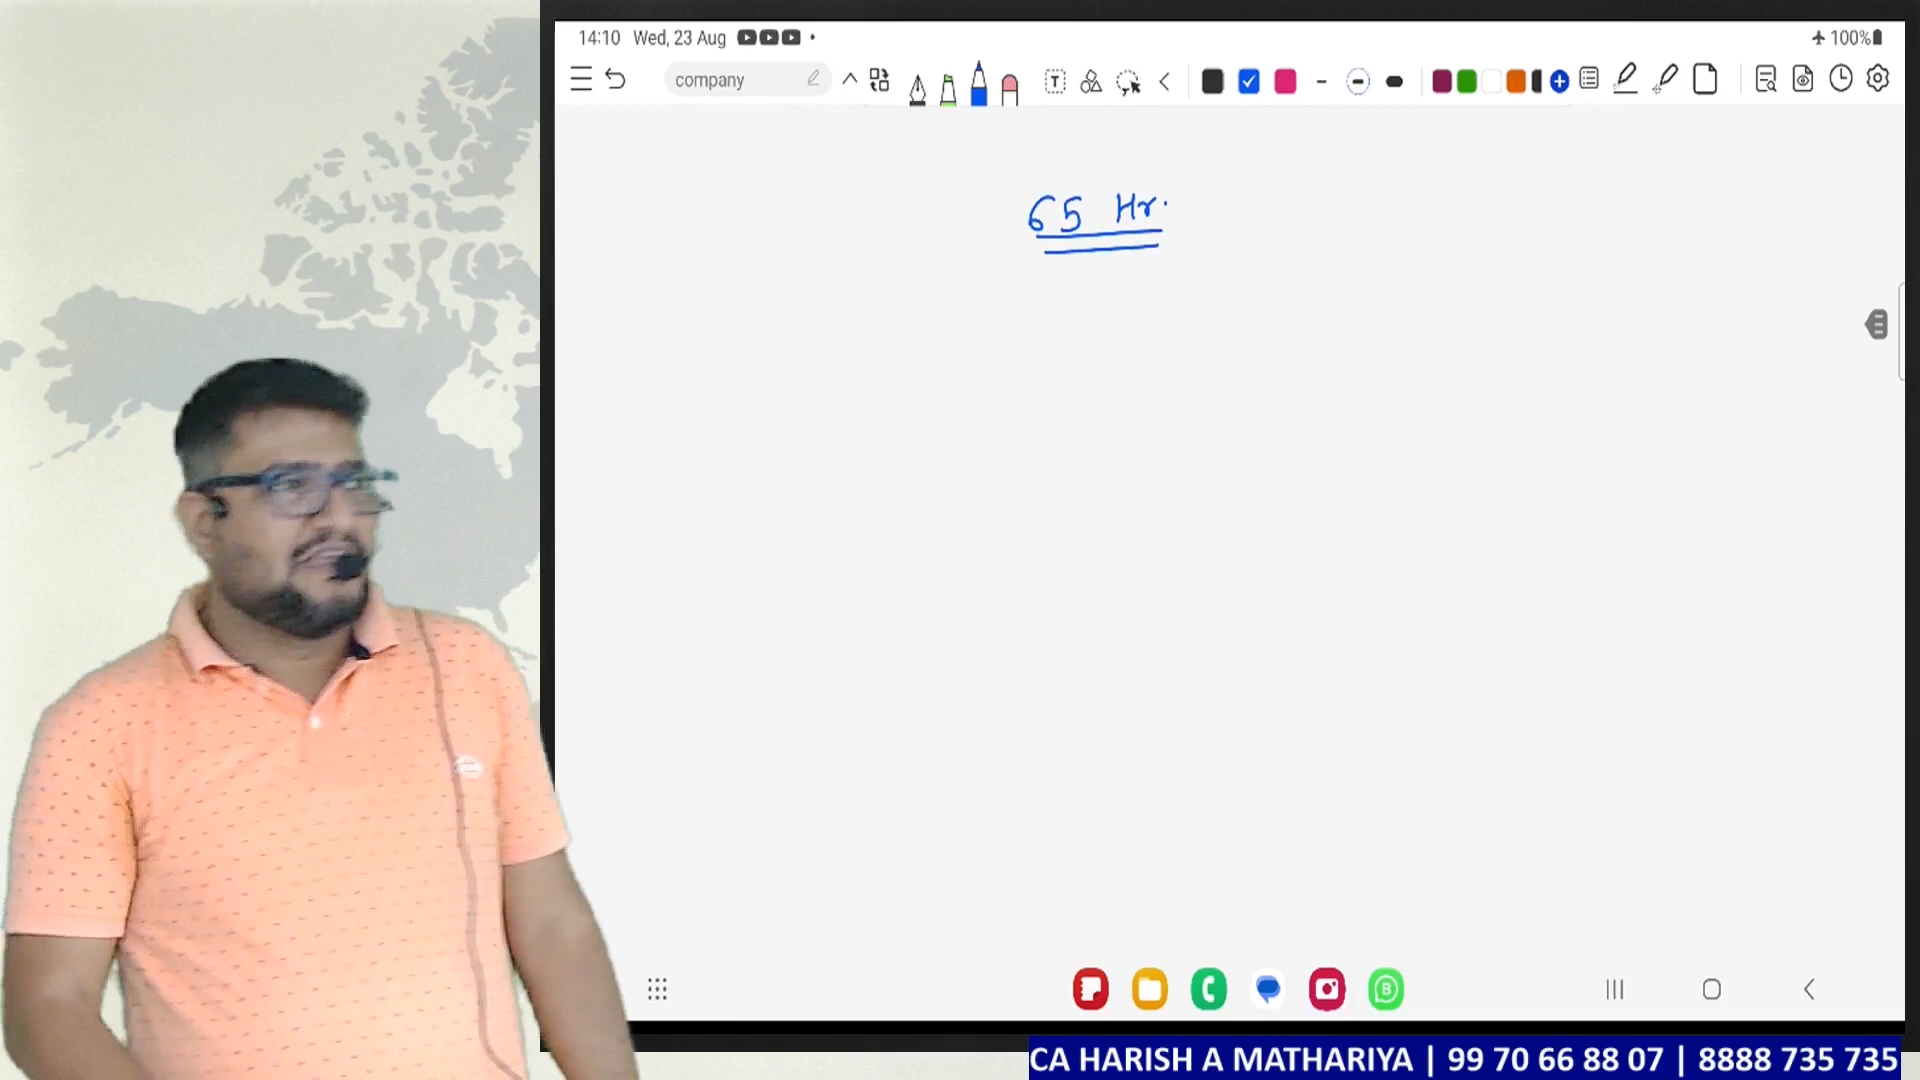 14:10 Wed, 23 Aug
100%
company
T
65 Hr.
B
CA HARISH A MATHARIYA | 99 70 66 88 07 | 8888 735 735